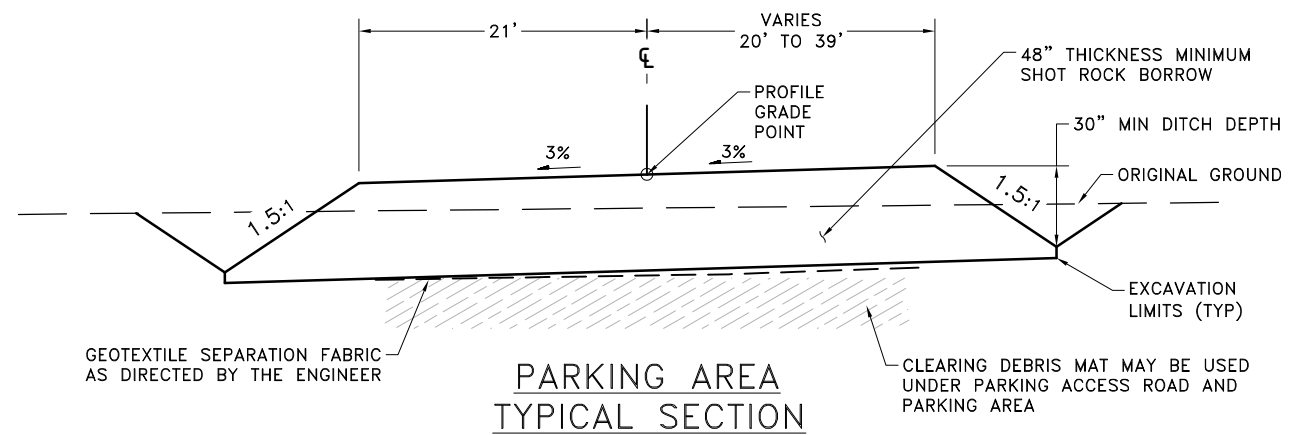 21'
VARIES
20' TO 39'
℄
48" THICKNESS MINIMUM
SHOT ROCK BORROW
PROFILE
GRADE
POINT
30" MIN DITCH DEPTH
3%
3%
ORIGINAL GROUND
1.5:1
1.5:1
EXCAVATION
LIMITS (TYP)
GEOTEXTILE SEPARATION FABRIC
AS DIRECTED BY THE ENGINEER
CLEARING DEBRIS MAT MAY BE USED
UNDER PARKING ACCESS ROAD AND
PARKING AREA
PARKING AREA
TYPICAL SECTION